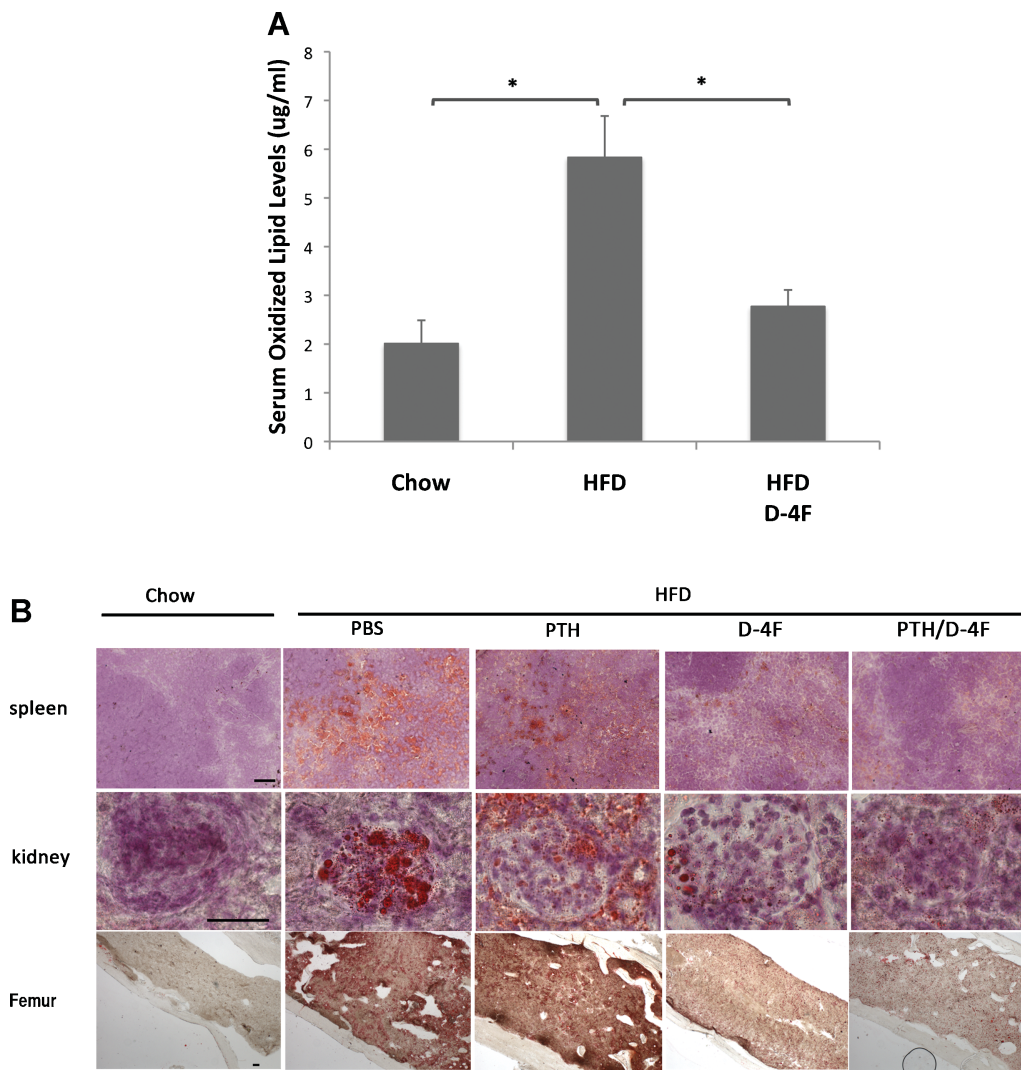 A
Serum Oxidized Lipid Levels (ug/ml)
8
7
6
5
4
3
2
1
0
*
*
Chow
HFD
HFD
D-4F
B
Chow
HFD
PBS
PTH
D-4F
PTH/D-4F
spleen
kidney
Femur